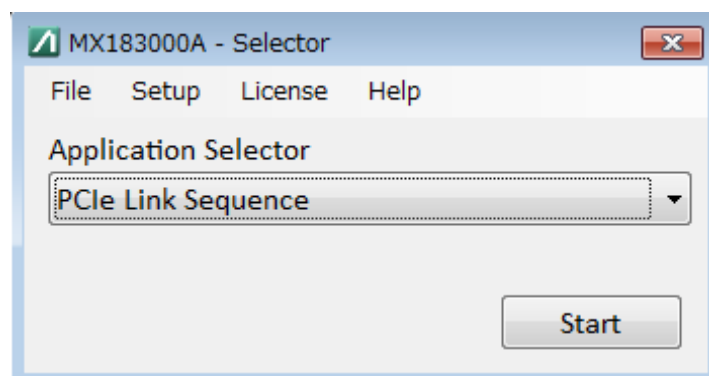 MX183000A - Selector
File Setup License Help
Application Selector
PCIe Link Sequence
Start